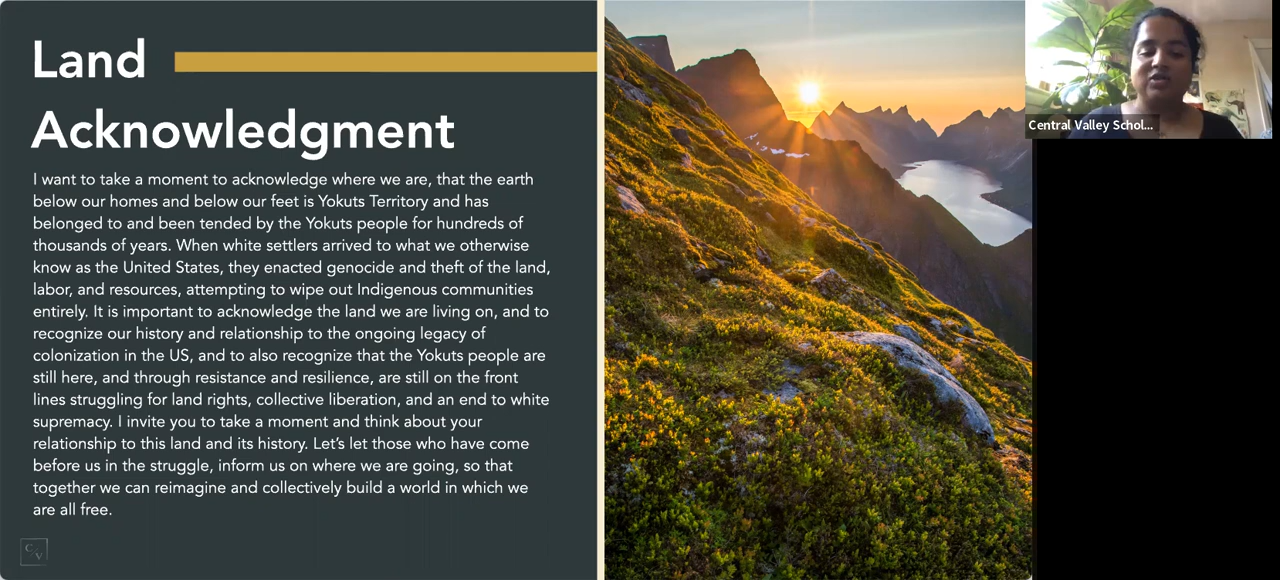 Land
Acknowledgment
I want to take a moment to acknowledge where we are, that the earth
below our homes and below our feet is Yokuts Territory and has
belonged to and been tended by the Yokuts people for hundreds of
thousands of years. When white settlers arrived to what we otherwise
know as the United States, they enacted genocide and theft of the land,
labor, and resources, attempting to wipe out Indigenous communities
entirely. It is important to acknowledge the land we are living on, and to
recognize our history and relationship to the ongoing legacy of
colonization in the US, and to also recognize that the Yokuts people are
still here, and through resistance and resilience, are still on the front
lines struggling for land rights, collective liberation, and an end to white
supremacy. I invite you to take a moment and think about your
relationship to this land and its history. Let’s let those who have come
before us in the struggle, inform us on where we are going, so that
together we can reimagine and collectively build a world in which we
are all free.
C/V
Central Valley Schol...